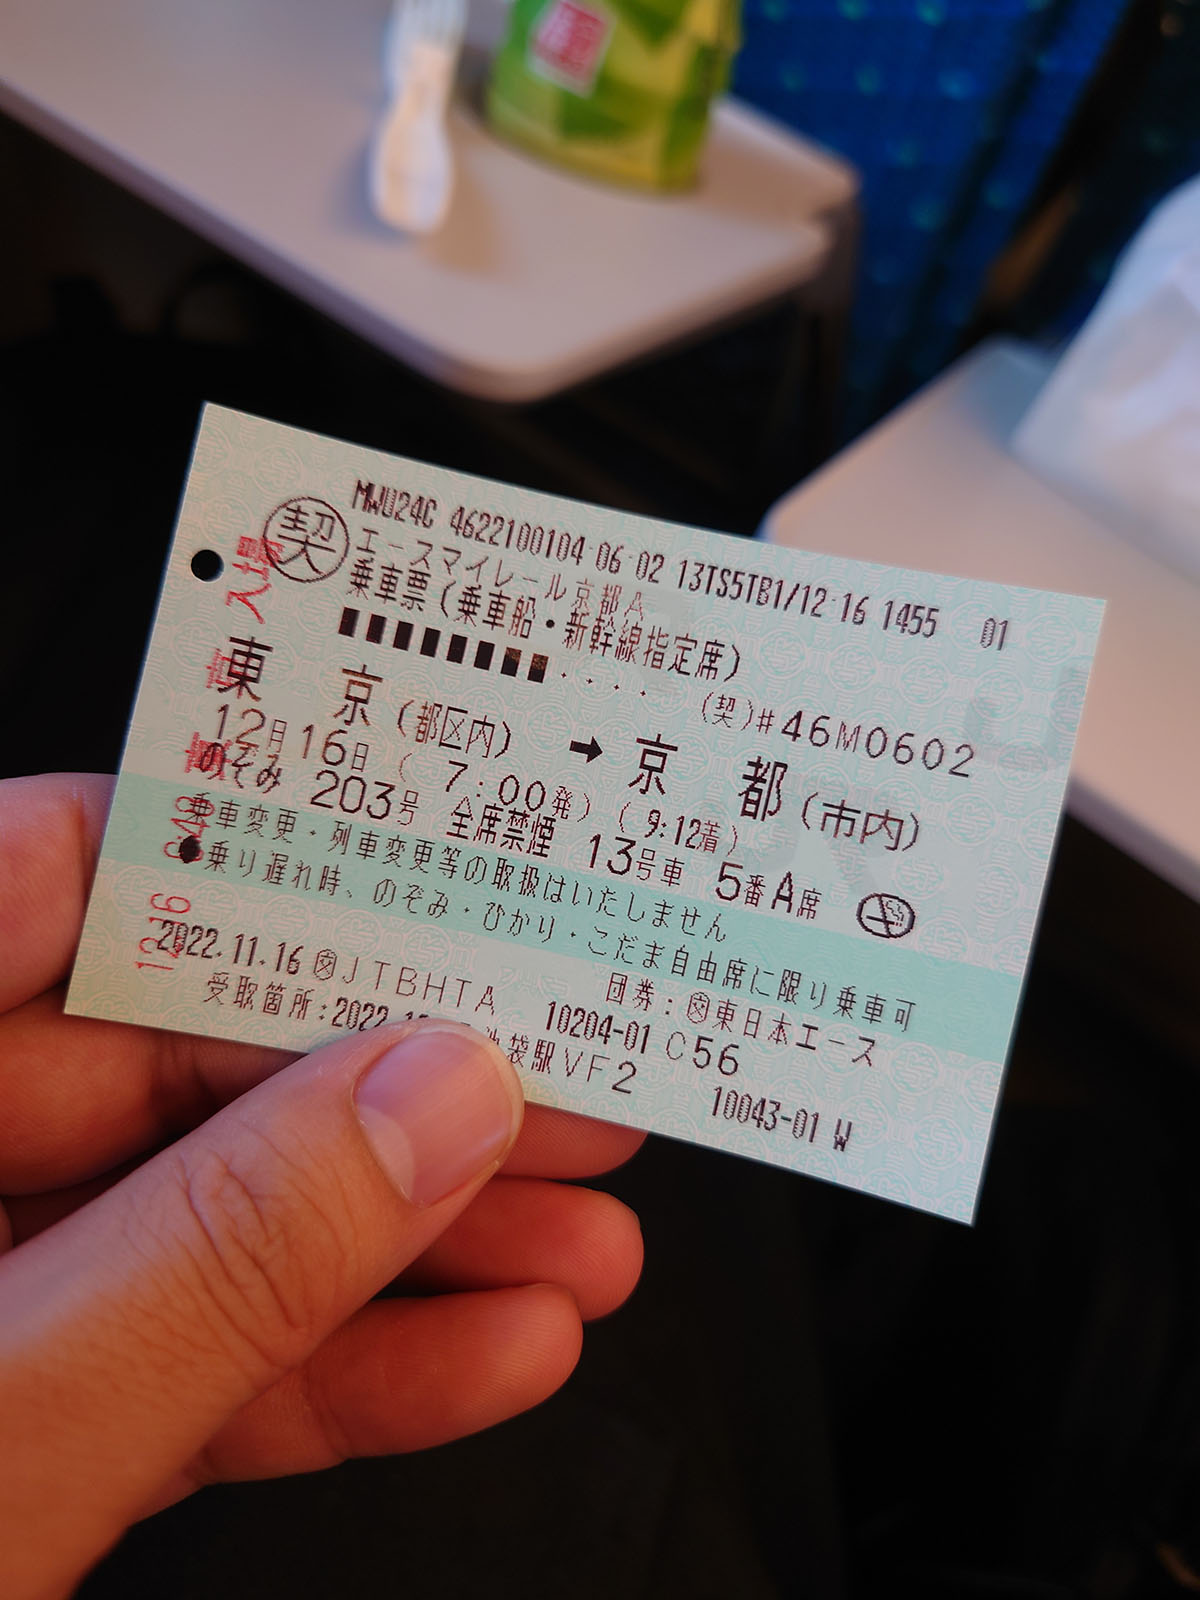 MWU24C 4622100104-06-02 13TS5TB1/12-16 1455 01
契 エースマイレール京都A
乗車票(乗車船・新幹線指定席)
(契)#46M0602
東京(都区内)➡京都(市内)
12月16日 (7:00発) (9:12着)
のぞみ 203号 全席禁煙 13号車 5番A席
乗車変更・列車変更等の取扱はいたしません
乗り遅れ時、のぞみ・ひかり・こだま自由席に限り乗車可
団券:㋛東日本エース
2022.11.16 JTBHTA 10204-01 C56
受取箇所:2022.
袋駅VF2 10043-01 W
入場
12.16